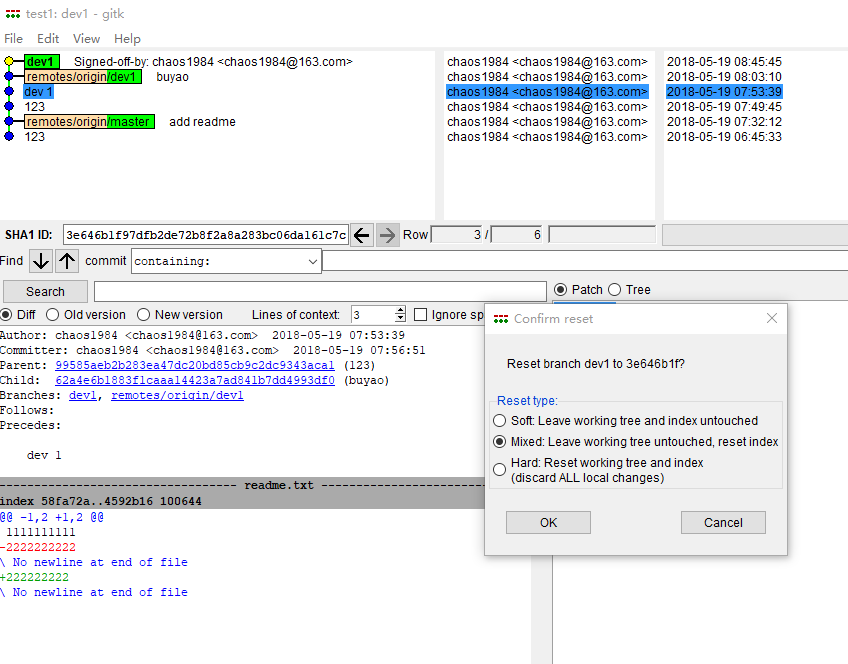 test1: dev1 - gitk
File Edit View Help
dev1 Signed-off-by: chaos1984 <chaos1984@163.com> chaos1984 <chaos1984@163.com> 2018-05-19 08:45:45
remotes/origin/dev1 buyao chaos1984 <chaos1984@163.com> 2018-05-19 08:03:10
dev 1 chaos1984 <chaos1984@163.com> 2018-05-19 07:53:39
123 chaos1984 <chaos1984@163.com> 2018-05-19 07:49:45
remotes/origin/master add readme chaos1984 <chaos1984@163.com> 2018-05-19 07:32:12
123 chaos1984 <chaos1984@163.com> 2018-05-19 06:45:33
SHA1 ID: 3e646b1f97dfb2de72b8f2a8a283bc06da161c7c Row 3 / 6
Find commit containing:
Search
Patch Tree
Diff Old version New version Lines of context: 3 Ignore sp
Author: chaos1984 <chaos1984@163.com> 2018-05-19 07:53:39
Committer: chaos1984 <chaos1984@163.com> 2018-05-19 07:56:51
Parent: 99585aeb2b283ea47dc20bd85cb9c2dc9343aca1 (123)
Child: 62a4e6b1883f1caaa14423a7ad841b7dd4993df0 (buyao)
Branches: dev1, remotes/origin/dev1
Follows:
Precedes:
dev 1
readme.txt
index 58fa72a..4592b16 100644
@@ -1,2 +1,2 @@
1111111111
-2222222222
\ No newline at end of file
+222222222
\ No newline at end of file
Confirm reset
Reset branch dev1 to 3e646b1f?
Reset type:
Soft: Leave working tree and index untouched
Mixed: Leave working tree untouched, reset index
Hard: Reset working tree and index
(discard ALL local changes)
OK Cancel